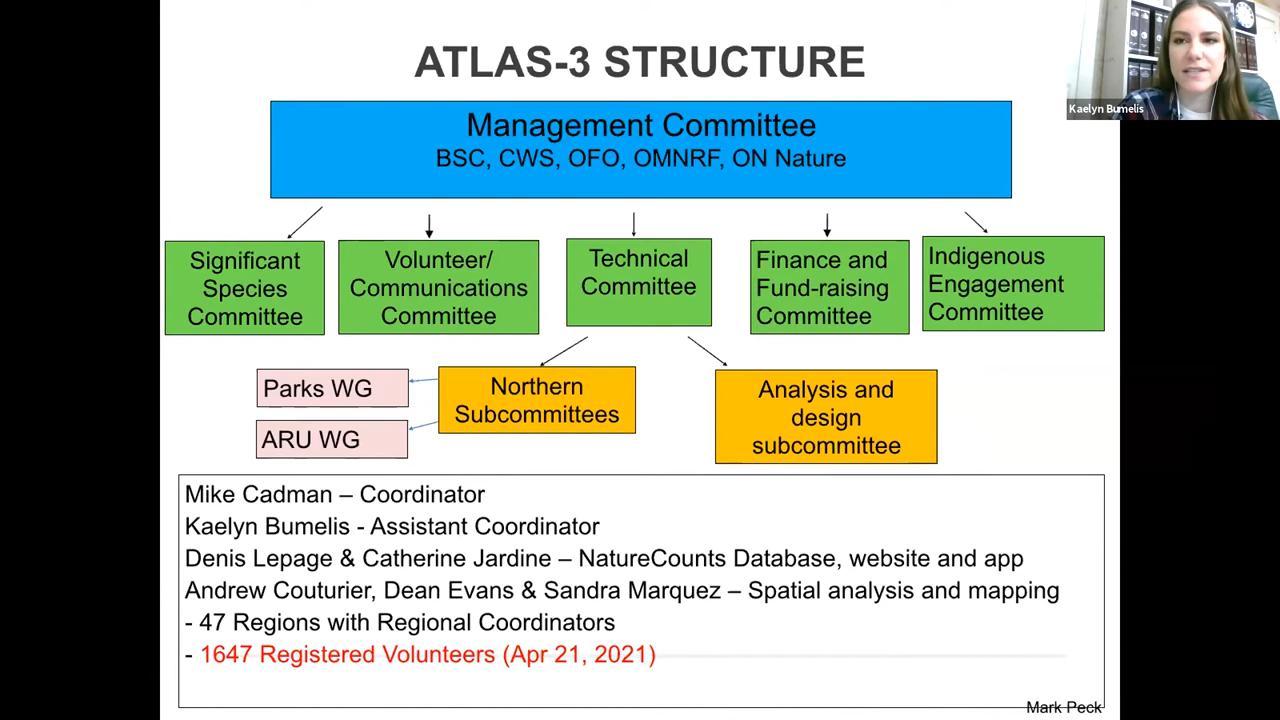 ATLAS-3 STRUCTURE
Kaelyn Bumelis
Management Committee
BSC, CWS, OFO, OMNRF, ON Nature
Significant
Species
Committee
Volunteer/
Communications
Committee
Technical
Committee
Finance and
Fund-raising
Committee
Indigenous
Engagement
Committee
Parks WG
ARU WG
Northern
Subcommittees
Analysis and
design
subcommittee
Mike Cadman – Coordinator
Kaelyn Bumelis - Assistant Coordinator
Denis Lepage & Catherine Jardine – NatureCounts Database, website and app
Andrew Couturier, Dean Evans & Sandra Marquez – Spatial analysis and mapping
- 47 Regions with Regional Coordinators
- 1647 Registered Volunteers (Apr 21, 2021)
Mark Peck